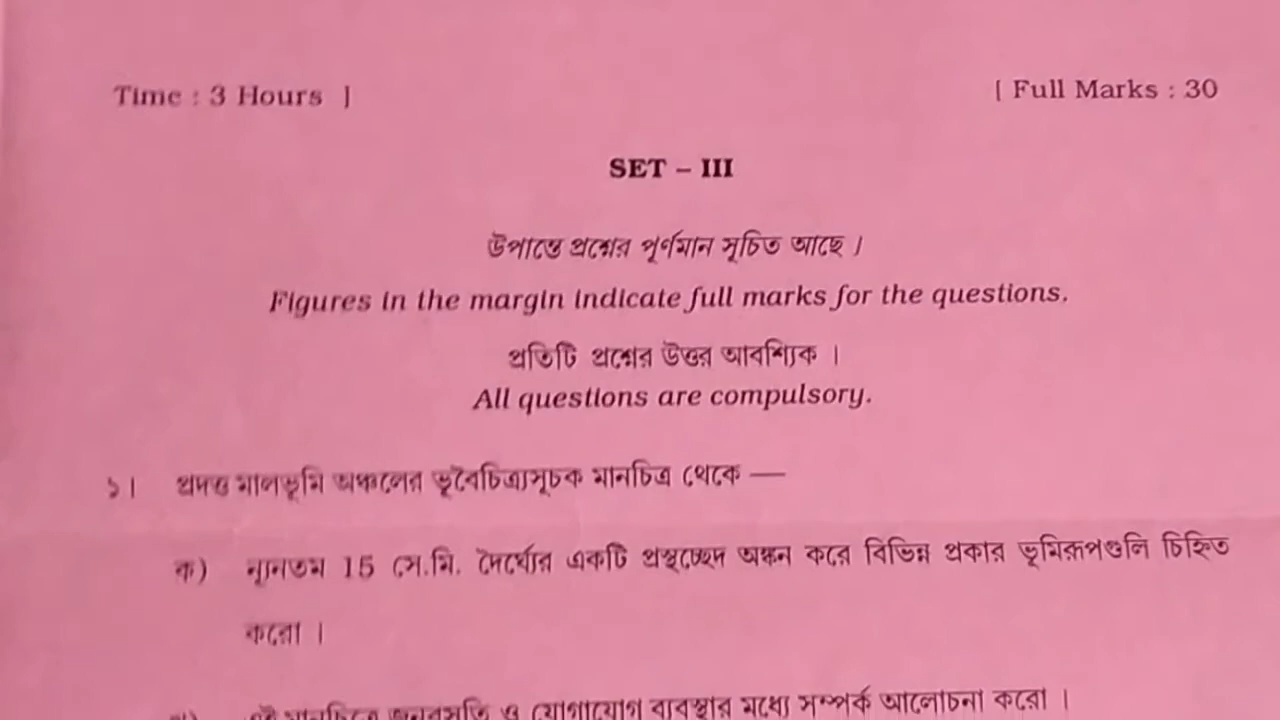 Time : 3 Hours ]
[ Full Marks : 30
SET – III
উপান্তে প্রশ্নের পূর্ণমান সূচিত আছে ।
Figures in the margin indicate full marks for the questions.
প্রতিটি প্রশ্নের উত্তর আবশ্যিক ।
All questions are compulsory.
১। প্রদত্ত মালভূমি অঞ্চলের ভূবৈচিত্র্যসূচক মানচিত্র থেকে —
ক) ন্যূনতম 15 সে.মি. দৈর্ঘ্যের একটি প্রস্থচ্ছেদ অঙ্কন করে বিভিন্ন প্রকার ভূমিরূপগুলি চিহ্নিত
করো ।
খ) এই মানচিত্রে জনবসতি ও যোগাযোগ ব্যবস্থার মধ্যে সম্পর্ক আলোচনা করো ।